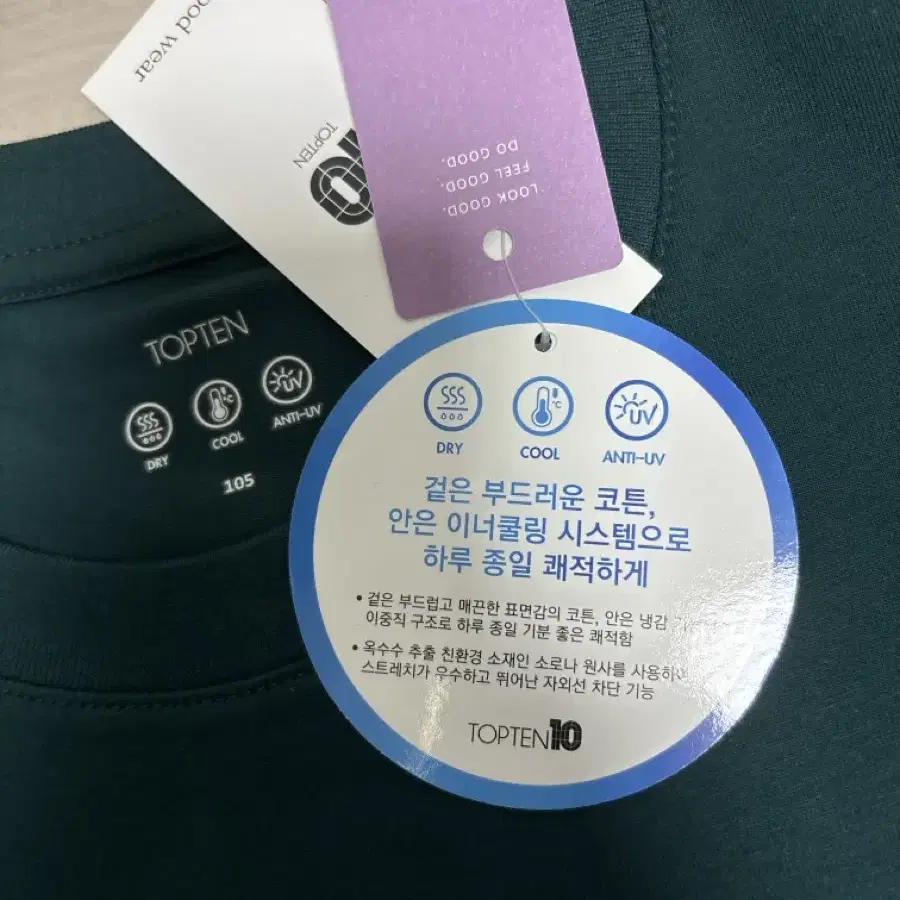 good wear
TOPTEN
10
LOOK GOOD.
FEEL GOOD.
DO GOOD.
TOPTEN
DRY
COOL
UV
ANTI-UV
105
DRY
°C
COOL
UV
ANTI-UV
겉은 부드러운 코튼,
안은 이너쿨링 시스템으로
하루 종일 쾌적하게
• 겉은 부드럽고 매끈한 표면감의 코튼, 안은 냉감
이중직 구조로 하루 종일 기분 좋은 쾌적함
• 옥수수 추출 친환경 소재인 소로나 원사를 사용하여
스트레치가 우수하고 뛰어난 자외선 차단 기능
TOPTEN10